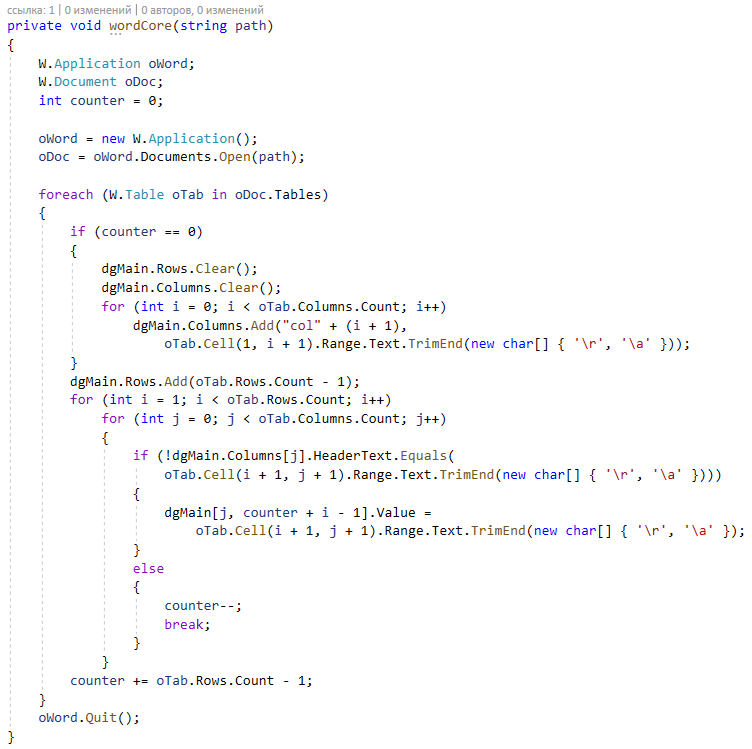 ссылка: 1 | 0 изменений | 0 авторов, 0 изменений
private void wordCore(string path)
{
    W.Application oWord;
    W.Document oDoc;
    int counter = 0;

    oWord = new W.Application();
    oDoc = oWord.Documents.Open(path);

    foreach (W.Table oTab in oDoc.Tables)
    {
        if (counter == 0)
        {
            dgMain.Rows.Clear();
            dgMain.Columns.Clear();
            for (int i = 0; i < oTab.Columns.Count; i++)
                dgMain.Columns.Add("col" + (i + 1),
                    oTab.Cell(1, i + 1).Range.Text.TrimEnd(new char[] { '\r', '\a' }));
        }
        dgMain.Rows.Add(oTab.Rows.Count - 1);
        for (int i = 1; i < oTab.Rows.Count; i++)
            for (int j = 0; j < oTab.Columns.Count; j++)
            {
                if (!dgMain.Columns[j].HeaderText.Equals(
                    oTab.Cell(i + 1, j + 1).Range.Text.TrimEnd(new char[] { '\r', '\a' })))
                {
                    dgMain[j, counter + i - 1].Value =
                        oTab.Cell(i + 1, j + 1).Range.Text.TrimEnd(new char[] { '\r', '\a' });
                }
                else
                {
                    counter--;
                    break;
                }
            }
        counter += oTab.Rows.Count - 1;
    }
    oWord.Quit();
}